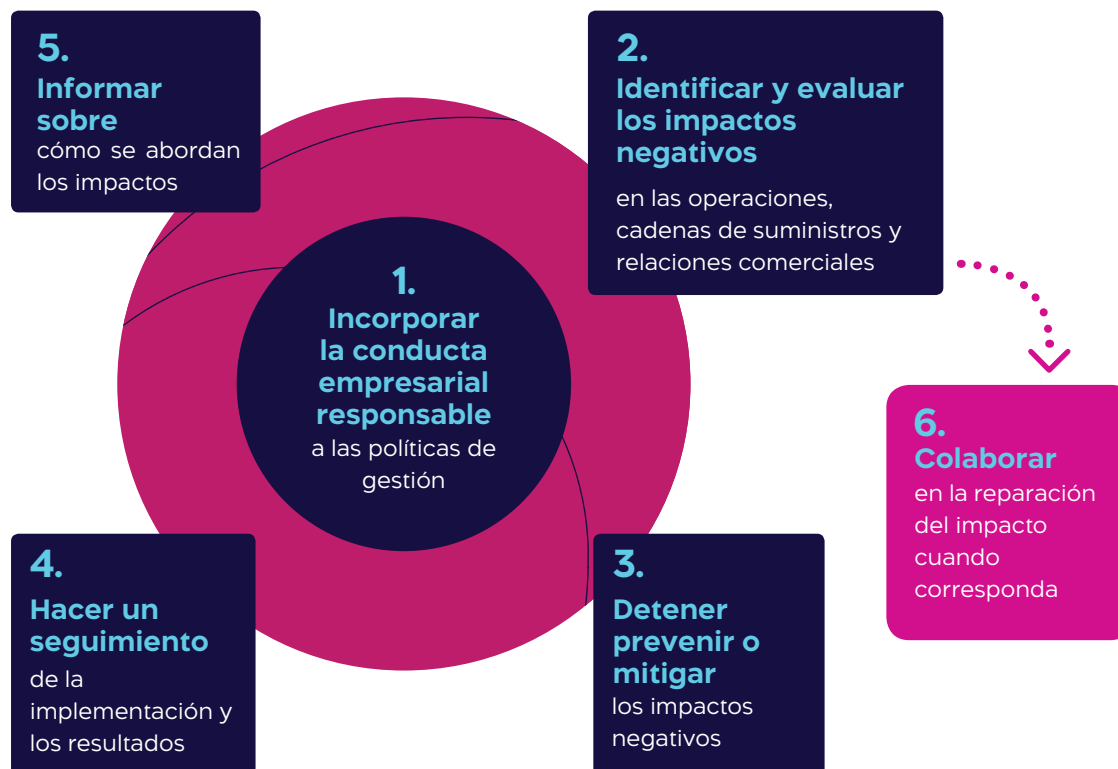 1.
Incorporar
la conducta
empresarial
responsable
a las políticas de
gestión
2.
Identificar y evaluar
los impactos
negativos
en las operaciones,
cadenas de suministros y
relaciones comerciales
3.
Detener
prevenir o
mitigar
los impactos
negativos
4.
Hacer un
seguimiento
de la
implementación y
los resultados
5.
Informar
sobre
cómo se abordan
los impactos
6.
Colaborar
en la reparación
del impacto
cuando
corresponda